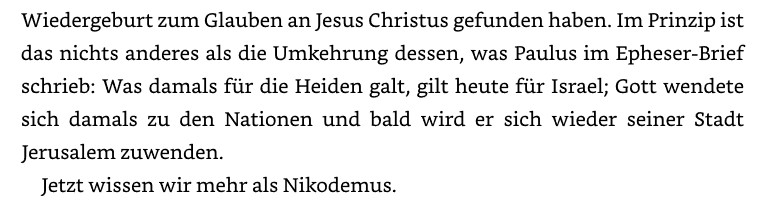 Wiedergeburt zum Glauben an Jesus Christus gefunden haben. Im Prinzip ist
das nichts anderes als die Umkehrung dessen, was Paulus im Epheser-Brief
schrieb: Was damals für die Heiden galt, gilt heute für Israel; Gott wendete
sich damals zu den Nationen und bald wird er sich wieder seiner Stadt
Jerusalem zuwenden.
Jetzt wissen wir mehr als Nikodemus.